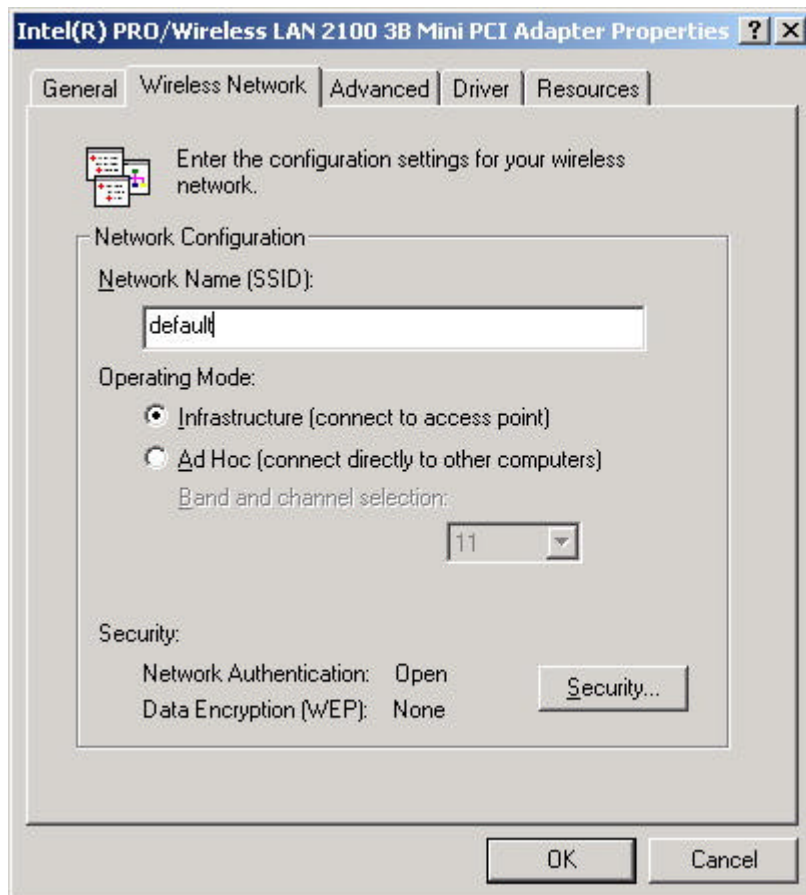 Intel(R) PRO/Wireless LAN 2100 3B Mini PCI Adapter Properties
General Wireless Network Advanced Driver Resources
Enter the configuration settings for your wireless
network.
Network Configuration
Network Name (SSID):
default
Operating Mode:
Infrastructure (connect to access point)
Ad Hoc (connect directly to other computers)
Band and channel selection:
11
Security:
Network Authentication: Open
Data Encryption (WEP): None
Security...
OK Cancel